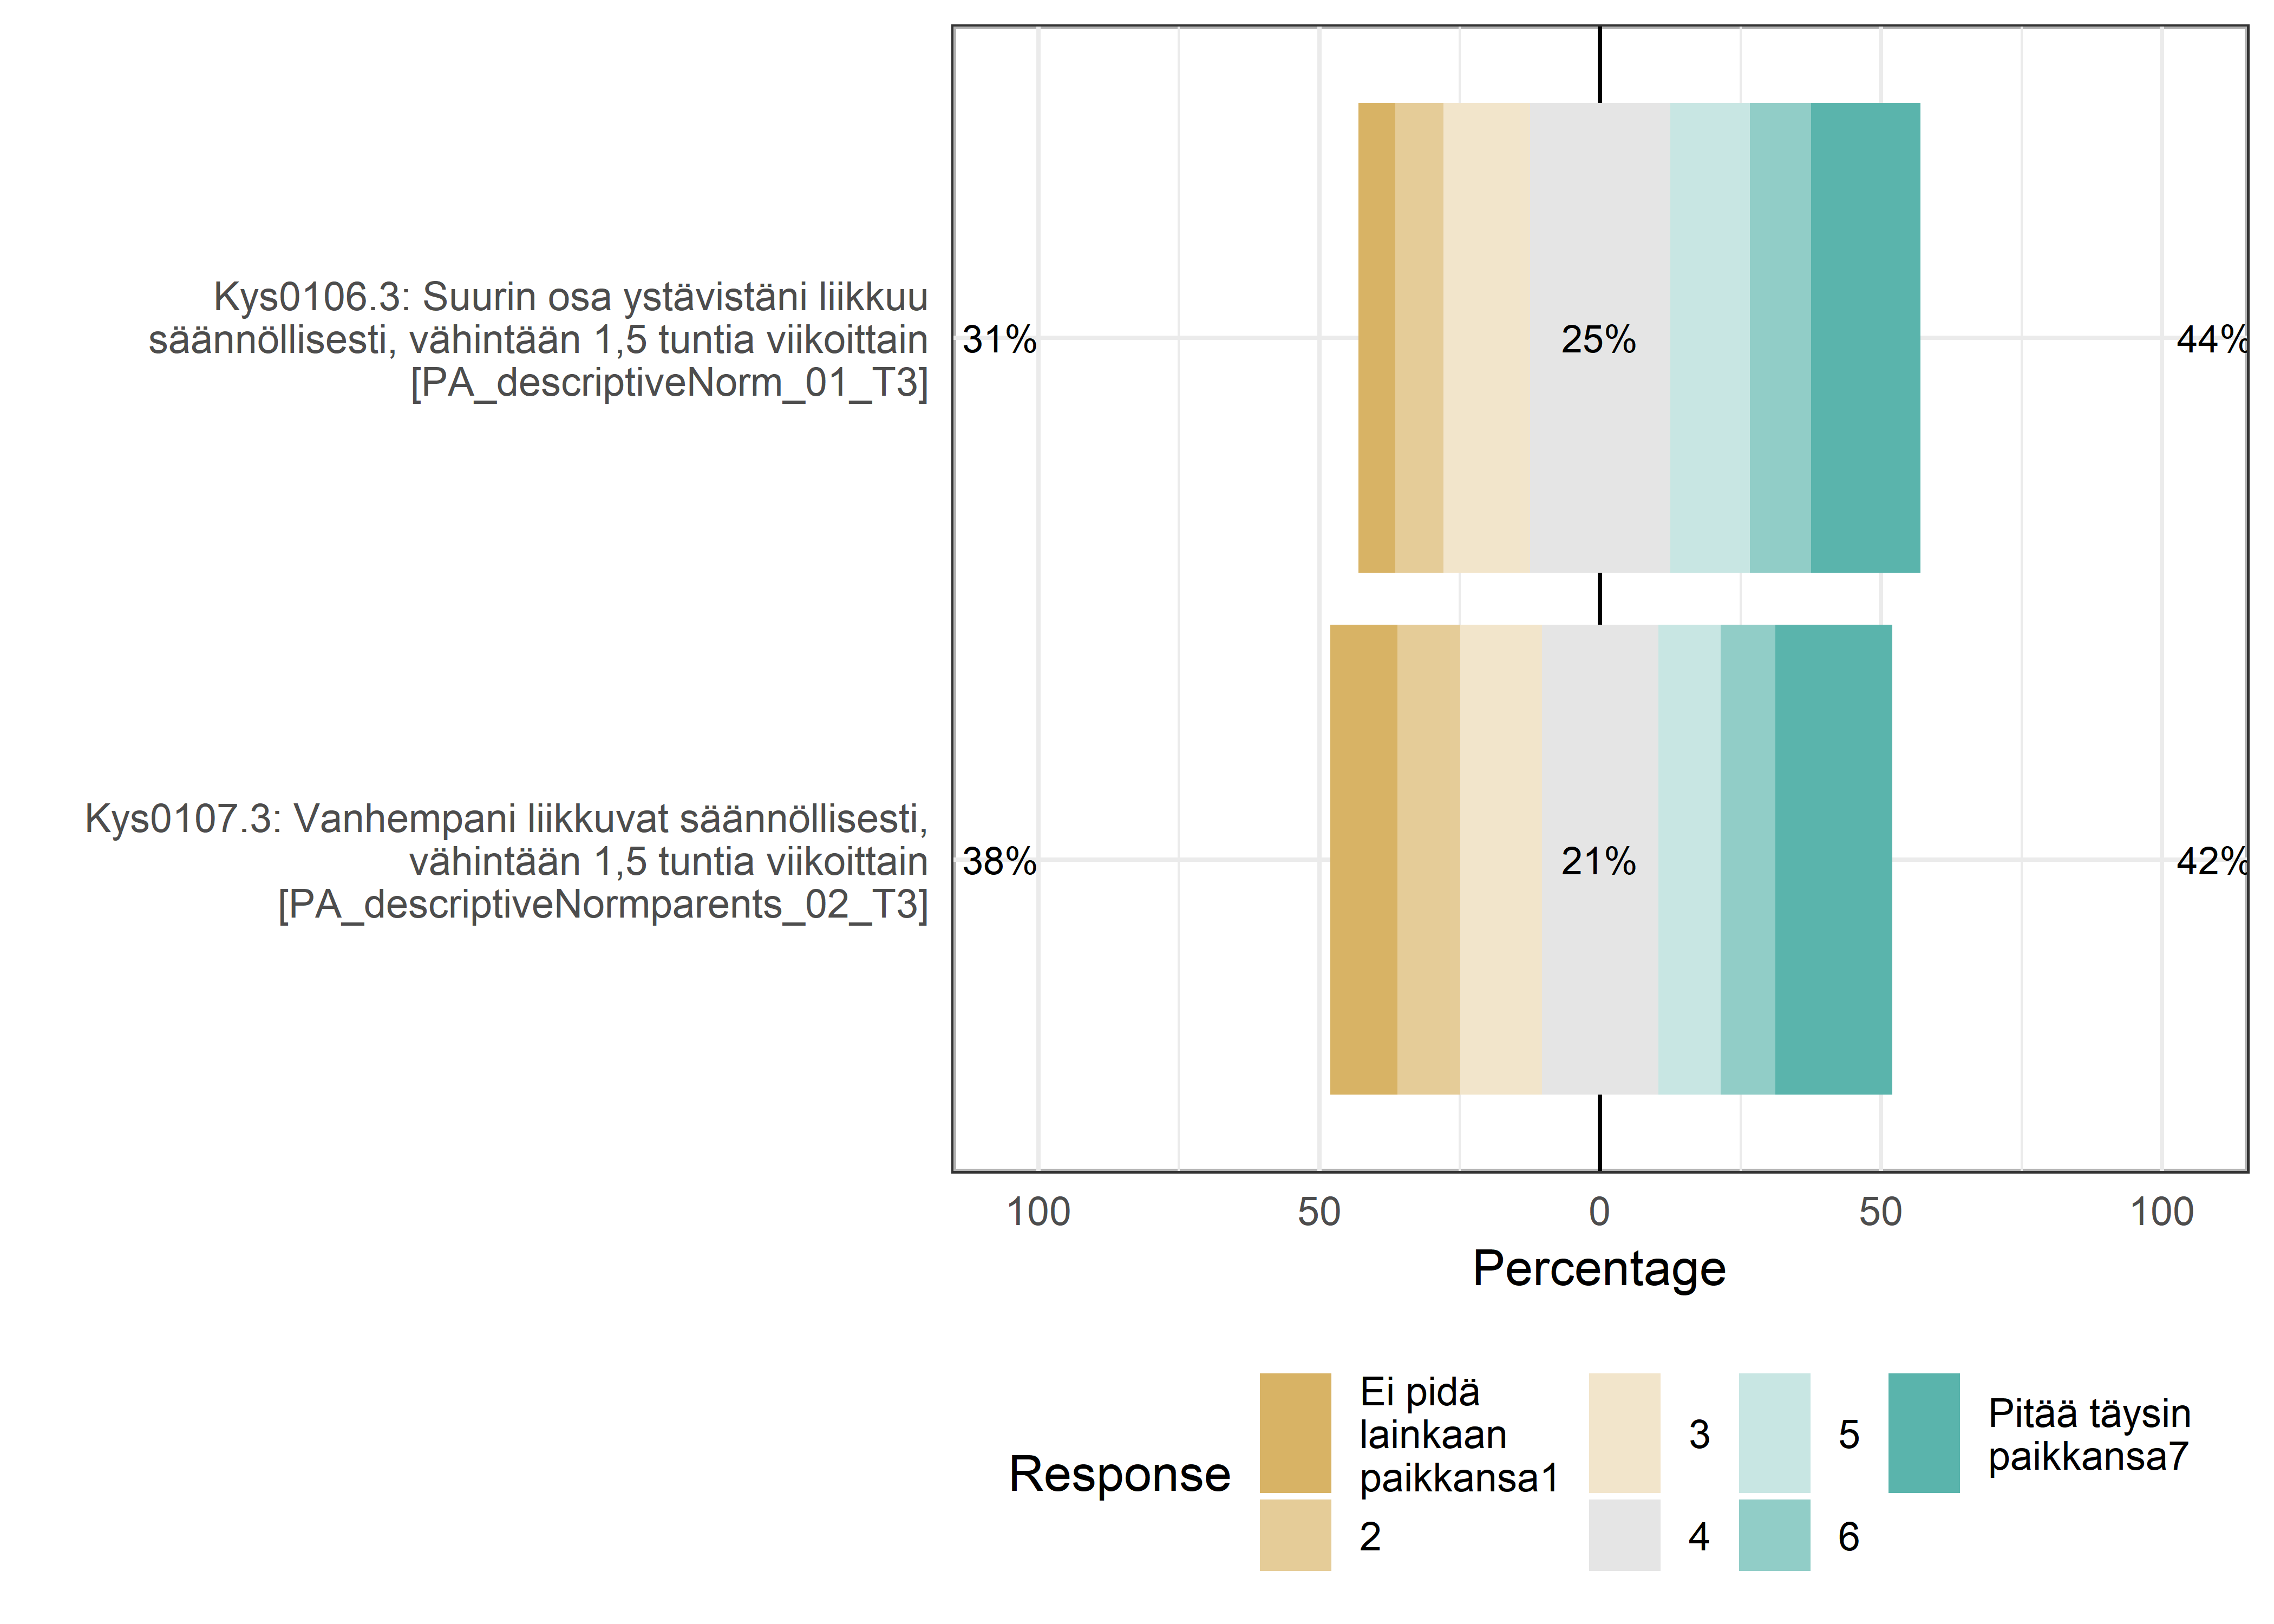 Kys0106.3: Suurin osa ystävistäni liikkuu
säännöllisesti, vähintään 1,5 tuntia viikoittain
[PA_descriptiveNorm_01_T3]
31%
25%
44%
Kys0107.3: Vanhempani liikkuvat säännöllisesti,
vähintään 1,5 tuntia viikoittain
[PA_descriptiveNormparents_02_T3]
38%
21%
42%
100 50 0 50 100
Percentage
Response
Ei pidä
lainkaan
paikkansa1
2
3
4
5
6
Pitää täysin
paikkansa7